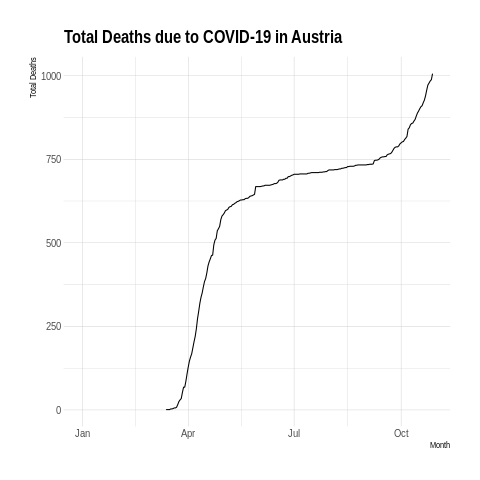 Total Deaths due to COVID-19 in Austria
Total Deaths
1000
750
500
250
0
Jan Apr Jul Oct
Month